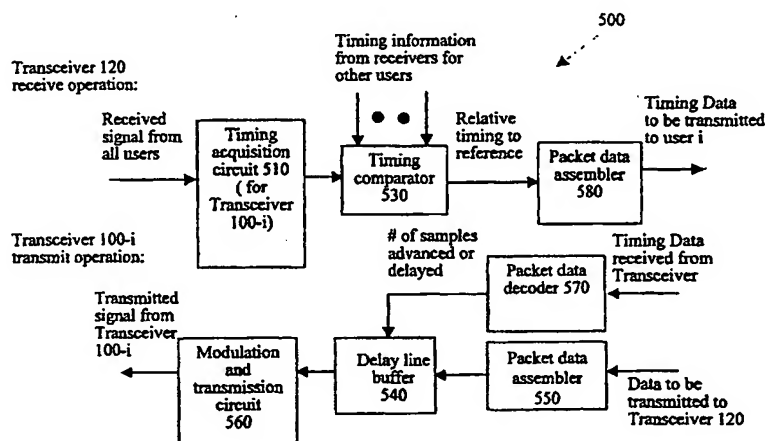 500
Timing information
from receivers for
other users
Transceiver 120
receive operation:
Received
signal from
all users
Timing
acquisition
circuit 510
( for
Transceiver
100-i)
Timing
comparator
530
Relative
timing to
reference
Packet data
assembler
580
Timing Data
to be transmitted
to user i
Transceiver 100-i
transmit operation:
# of samples
advanced or
delayed
Packet data
decoder 570
Timing Data
received from
Transceiver
Transmitted
signal from
Transceiver
100-i
Modulation
and
transmission
circuit
560
Delay line
buffer
540
Packet data
assembler
550
Data to be
transmitted to
Transceiver 120